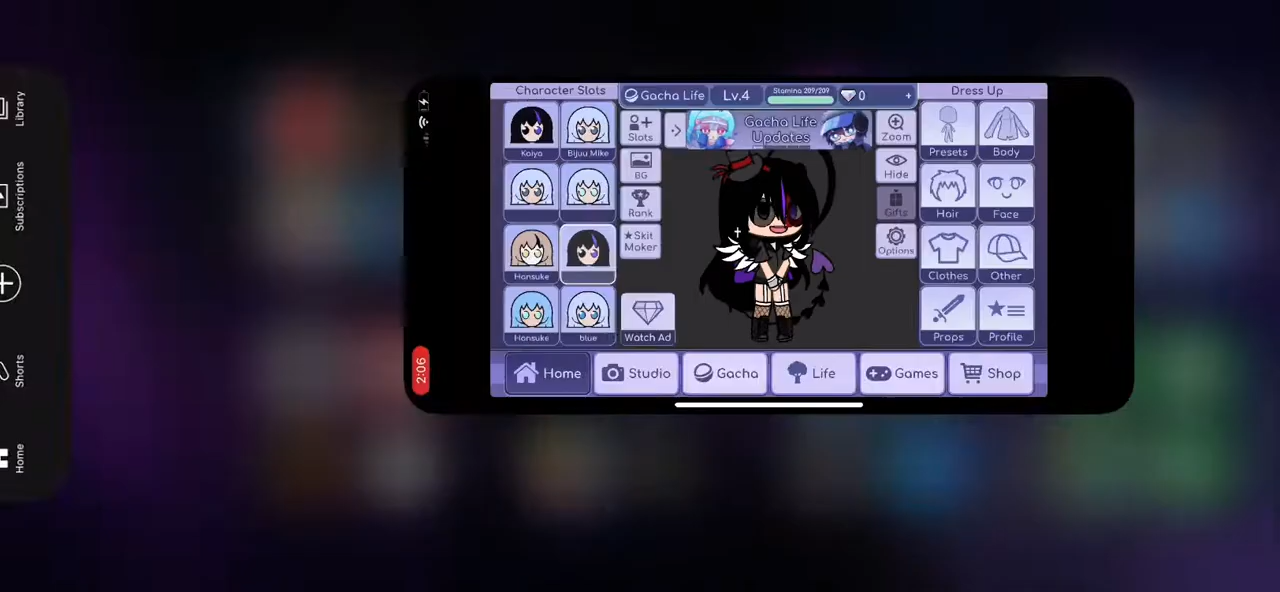 Library
Subscriptions
Shorts
Home
2:06
Character Slots
Gacha Life
Lv.4
Stamina 209/209
0
+
Dress Up
Kaiya
Bijuu Mike
Hansuke
Hansuke
blue
Slots
BG
Rank
Skit
Maker
Watch Ad
Gacha Life
Updates
Zoom
Hide
Gifts
Options
Presets
Body
Hair
Face
Clothes
Other
Props
Profile
Home
Studio
Gacha
Life
Games
Shop